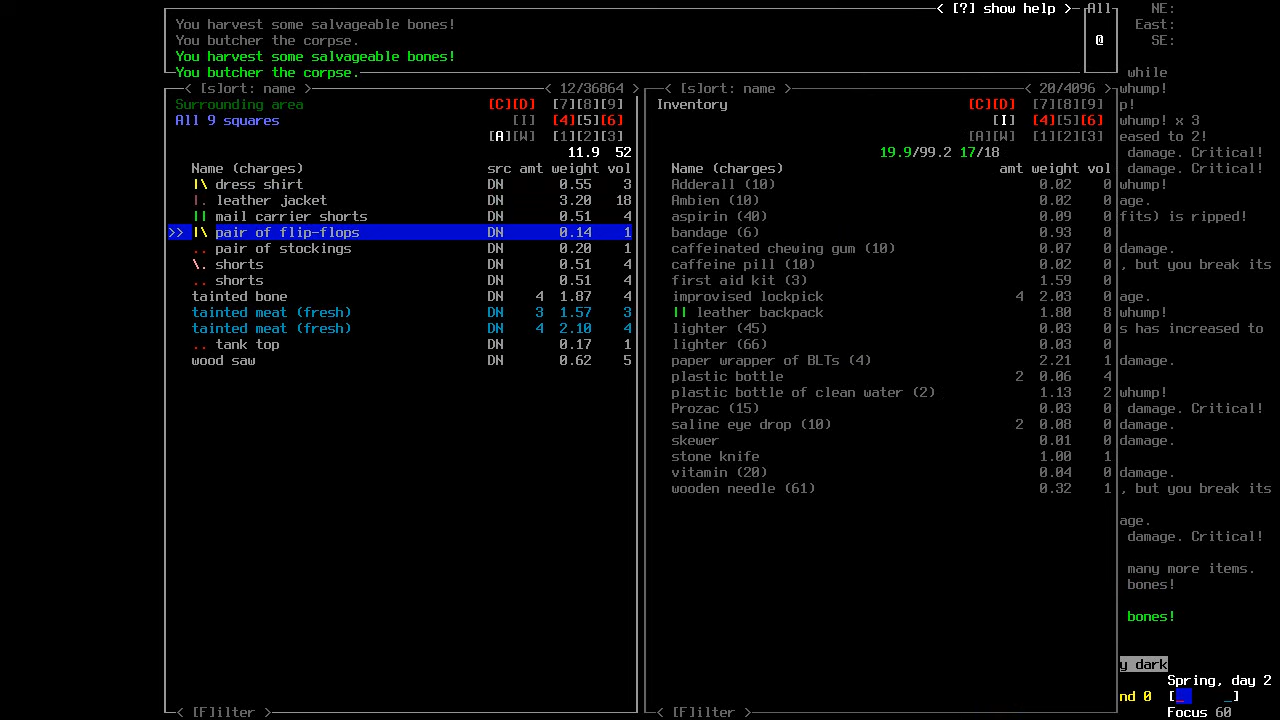 < [?] show help > All NE:
You harvest some salvageable bones! East:
You butcher the corpse. @ SE:
You harvest some salvageable bones!
You butcher the corpse. while
< [s]ort: name > < 12/36864 > < [s]ort: name > < 20/4096 > whump!
Surrounding area [C][D] [7][8][9] Inventory [C][D] [7][8][9] p!
All 9 squares [I] [4][5][6] [I] [4][5][6] whump! x 3
[A][W] [1][2][3] [A][W] [1][2][3] eased to 2!
11.9 52 19.9/99.2 17/18 damage. Critical!
Name (charges) src amt weight vol Name (charges) amt weight vol damage. Critical!
|\ dress shirt DN 0.55 3 Adderall (10) 0.02 0 whump!
|. leather jacket DN 3.20 18 Ambien (10) 0.02 0 age.
|| mail carrier shorts DN 0.51 4 aspirin (40) 0.09 0 fits) is ripped!
>> |\ pair of flip-flops DN 0.14 1 bandage (6) 0.93 0
.. pair of stockings DN 0.20 1 caffeinated chewing gum (10) 0.07 0 damage.
\. shorts DN 0.51 4 caffeine pill (10) 0.02 0 , but you break its
.. shorts DN 0.51 4 first aid kit (3) 1.59 0
tainted bone DN 4 1.87 4 improvised lockpick 4 2.03 0 age.
tainted meat (fresh) DN 3 1.57 3 || leather backpack 1.80 8 whump!
tainted meat (fresh) DN 4 2.10 4 lighter (45) 0.03 0 s has increased to
.. tank top DN 0.17 1 lighter (66) 0.03 0
wood saw DN 0.62 5 paper wrapper of BLTs (4) 2.21 1 damage.
plastic bottle 2 0.06 4
plastic bottle of clean water (2) 1.13 2 whump!
Prozac (15) 0.03 0 damage. Critical!
saline eye drop (10) 2 0.08 0 damage.
skewer 0.01 0 damage.
stone knife 1.00 1
vitamin (20) 0.04 0 damage.
wooden needle (61) 0.32 1 , but you break its
age.
damage. Critical!
many more items.
bones!
bones!
y dark
Spring, day 2
nd 0 [_ _]
< [F]ilter > < [F]ilter > Focus 60